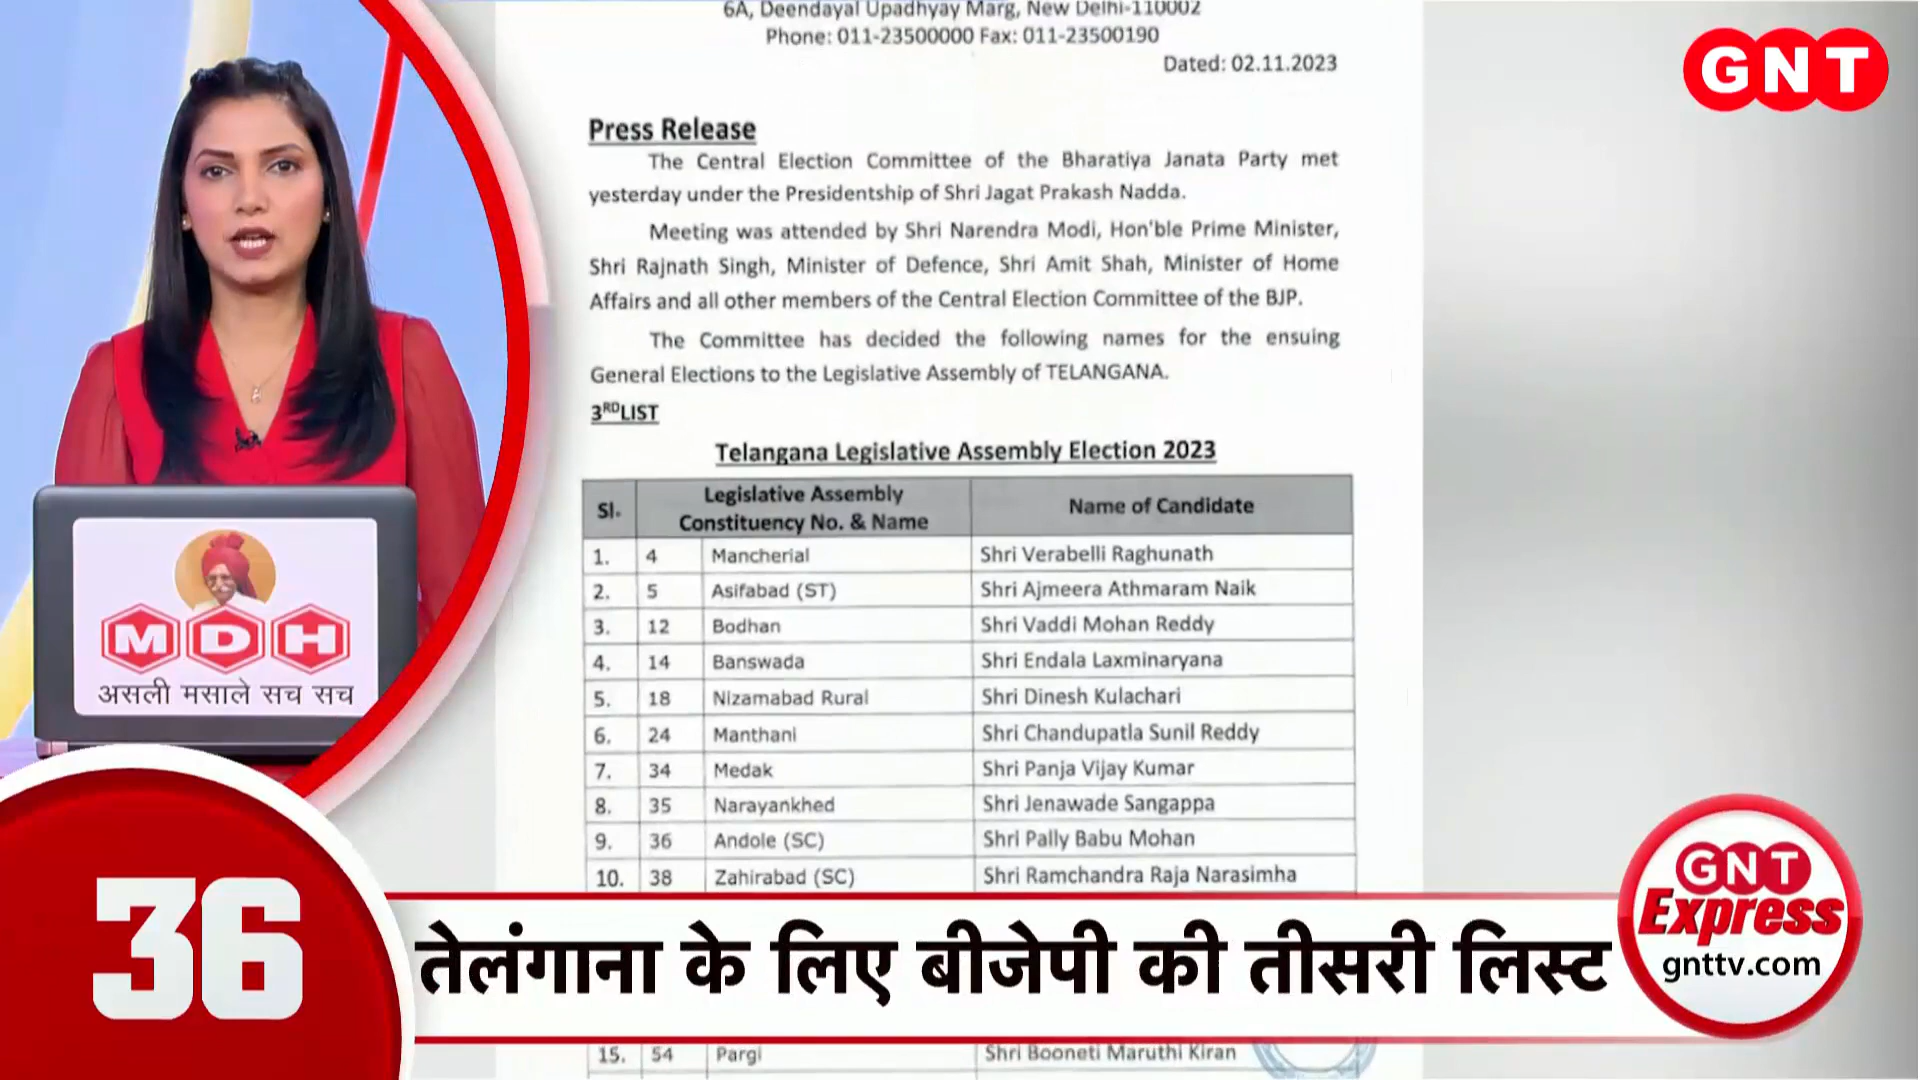 6A, Deendayal Upadhyay Marg, New Delhi-110002
Phone: 011-23500000 Fax: 011-23500190
Dated: 02.11.2023
GNT
Press Release
The Central Election Committee of the Bharatiya Janata Party met
yesterday under the Presidentship of Shri Jagat Prakash Nadda.
Meeting was attended by Shri Narendra Modi, Hon'ble Prime Minister,
Shri Rajnath Singh, Minister of Defence, Shri Amit Shah, Minister of Home
Affairs and all other members of the Central Election Committee of the BJP.
The Committee has decided the following names for the ensuing
General Elections to the Legislative Assembly of TELANGANA.
3RD LIST
Telangana Legislative Assembly Election 2023
Sl. Legislative Assembly Constituency No. & Name Name of Candidate
1. 4 Mancherial Shri Verabelli Raghunath
2. 5 Asifabad (ST) Shri Ajmeera Athmaram Naik
3. 12 Bodhan Shri Vaddi Mohan Reddy
4. 14 Banswada Shri Endala Laxminaryana
5. 18 Nizamabad Rural Shri Dinesh Kulachari
6. 24 Manthani Shri Chandupatla Sunil Reddy
7. 34 Medak Shri Panja Vijay Kumar
8. 35 Narayankhed Shri Jenawade Sangappa
9. 36 Andole (SC) Shri Pally Babu Mohan
10. 38 Zahirabad (SC) Shri Ramchandra Raja Narasimha
15. 54 Pargi Shri Booneti Maruthi Kiran
MDH
असली मसाले सच सच
36
तेलंगाना के लिए बीजेपी की तीसरी लिस्ट
GNT
Express
gnttv.com